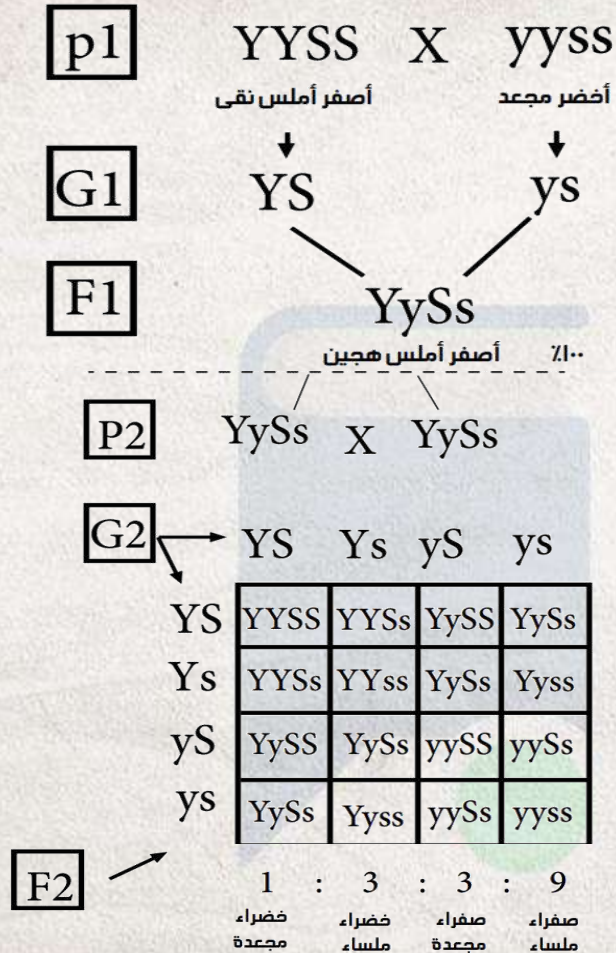 p1 YYSS X yyss
أصفر أملس نقى أخضر مجعد
G1 YS ys
F1 YySs
أصفر أملس هجين ٪١٠٠
P2 YySs X YySs
G2 YS Ys yS ys
YS YYSS YYSs YySS YySs
Ys YYSs YYss YySs Yyss
yS YySS YySs yySS yySs
ys YySs Yyss yySs yyss
F2 1 : 3 : 3 : 9
خضراء خضراء صفراء صفراء
مجعدة ملساء مجعدة ملساء